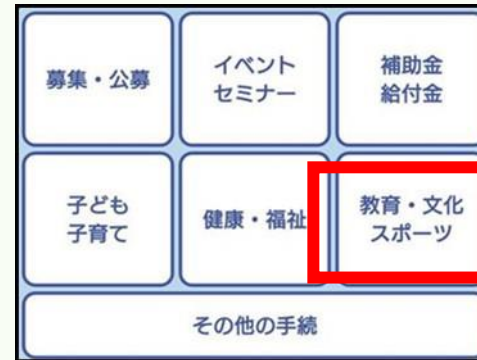 募集・公募
イベント
セミナー
補助金
給付金
子ども
子育て
健康・福祉
教育・文化
スポーツ
その他の手続